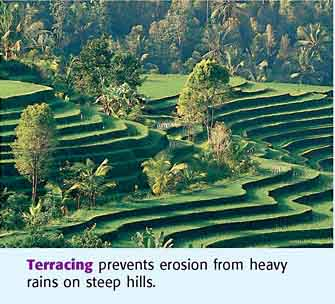 Terracing prevents erosion from heavy
rains on steep hills.